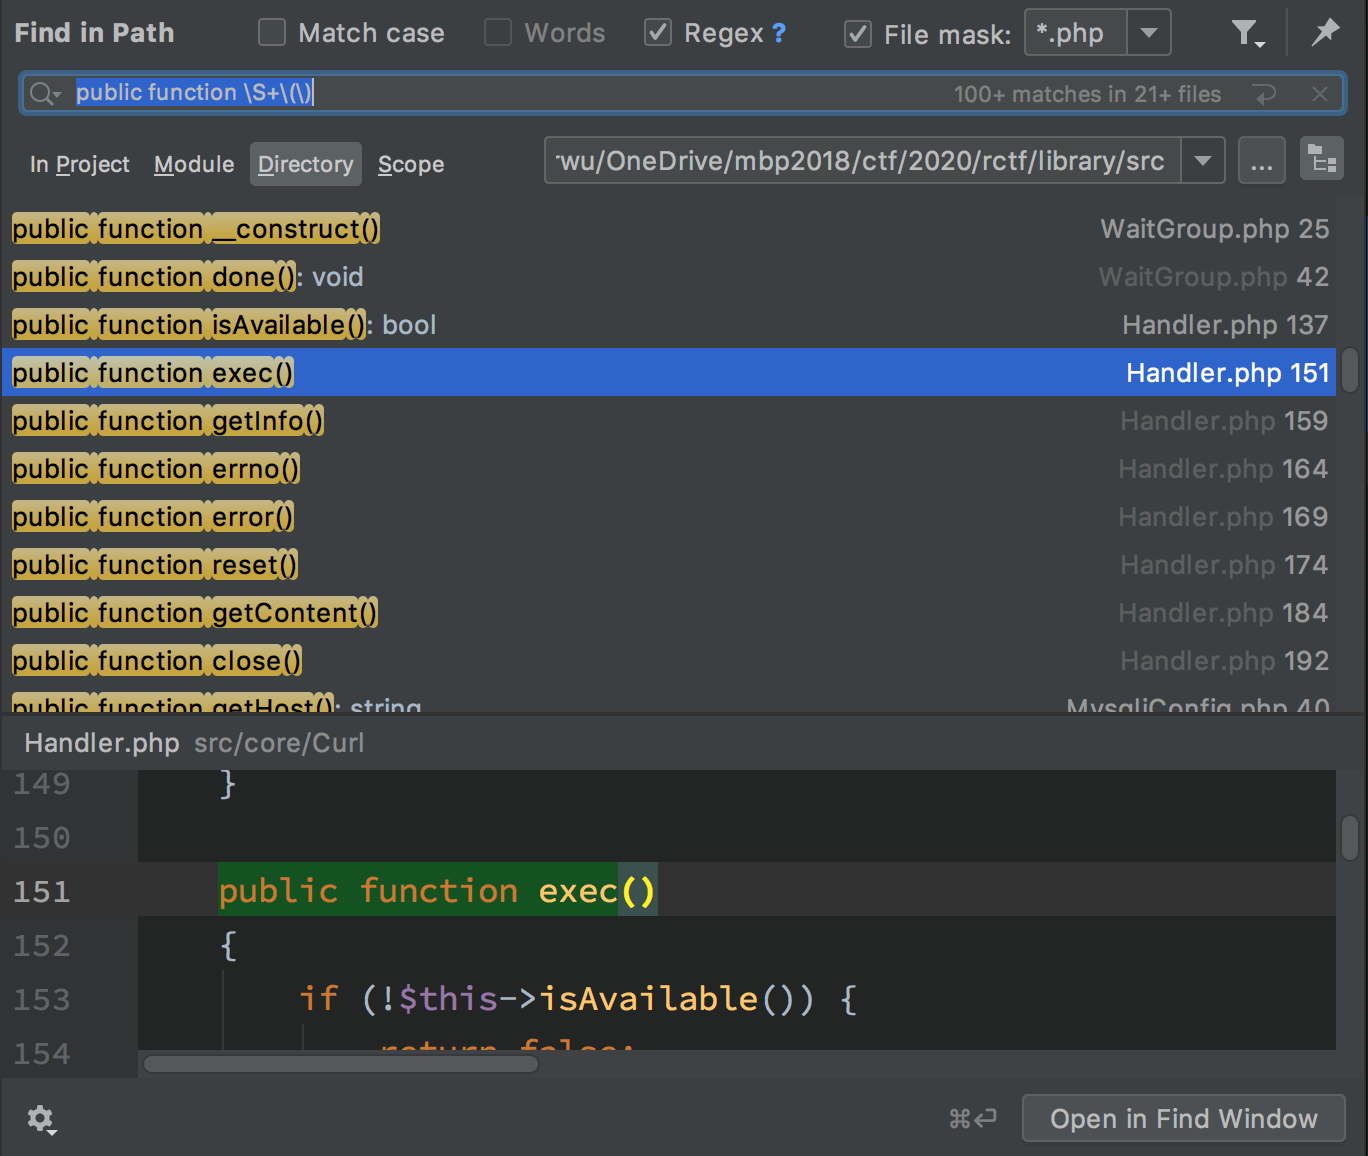 Find in Path Match case Words Regex ? File mask: *.php
public function \S+\(\) 100+ matches in 21+ files
In Project Module Directory Scope rwu/OneDrive/mbp2018/ctf/2020/rctf/library/src ...
public function __construct() WaitGroup.php 25
public function done(): void WaitGroup.php 42
public function isAvailable(): bool Handler.php 137
public function exec() Handler.php 151
public function getInfo() Handler.php 159
public function errno() Handler.php 164
public function error() Handler.php 169
public function reset() Handler.php 174
public function getContent() Handler.php 184
public function close() Handler.php 192
public function getHost(): string MysqliConfig.php 40
Handler.php src/core/Curl
149 }
150
151 public function exec()
152 {
153 if (!$this->isAvailable()) {
154 return false;
⌘⏎ Open in Find Window